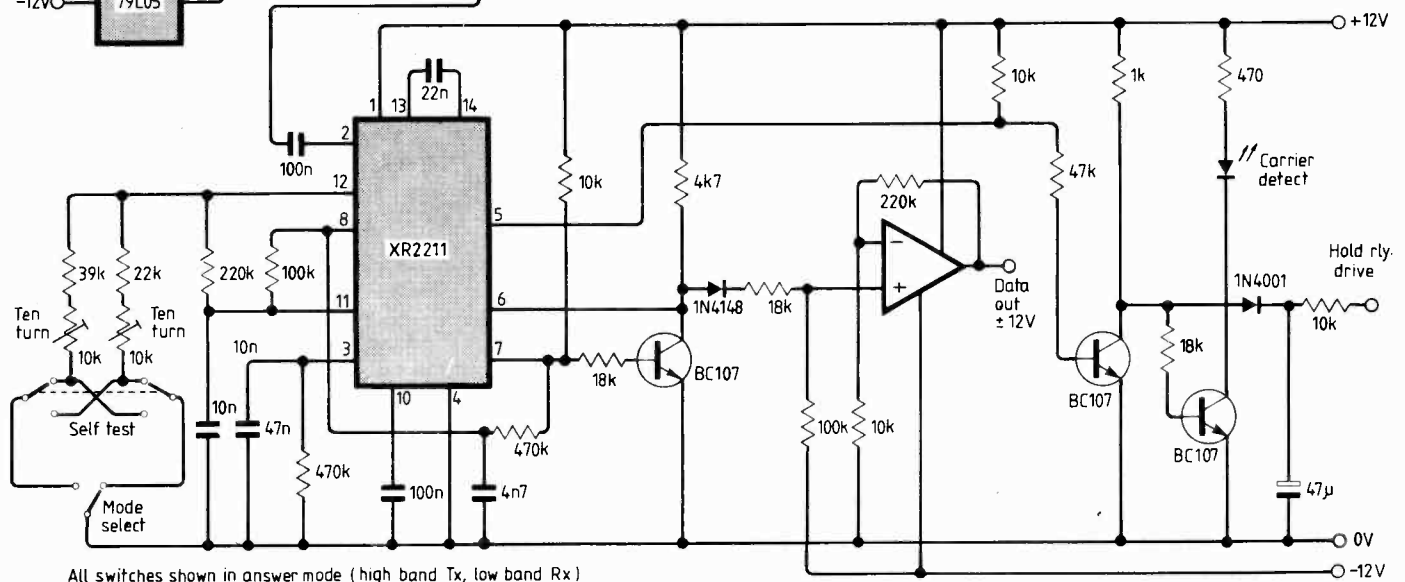 -12V
79L05
+12V
1
13
22n
14
10k
1k
470
2
100n
12
8
XR2211
5
10k
4k7
220k
47k
Carrier
detect
39k
22k
220k
100k
11
6
Ten
turn
10k
Ten
turn
10k
10n
3
7
1N4148
18k
Data
out
± 12V
Hold rly.
drive
1N4001
10k
18k
BC107
BC107
18k
BC107
Self test
10n
47n
470k
10
4
470k
100k
10k
100n
4n7
47µ
Mode
select
0V
-12V
All switches shown in answer mode (high band Tx, low band Rx)